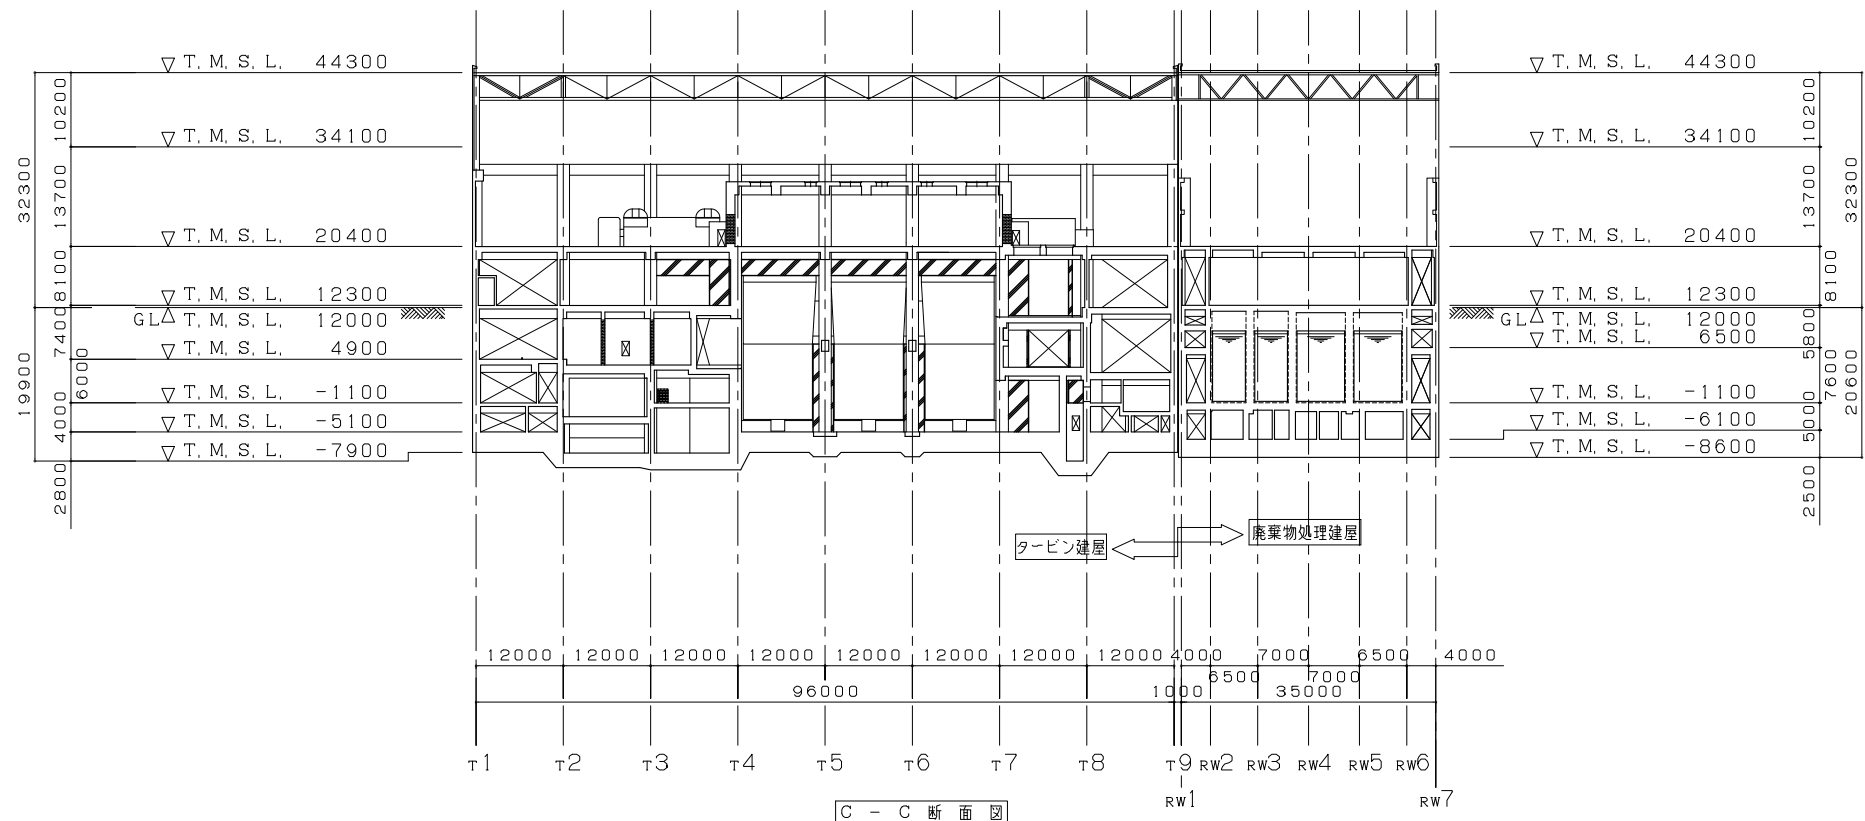 T.M.S.L. 44300
T.M.S.L. 34100
T.M.S.L. 20400
T.M.S.L. 12300
GL T.M.S.L. 12000
T.M.S.L. 4900
T.M.S.L. -1100
T.M.S.L. -5100
T.M.S.L. -7900
32300
19900
10200
13700
8100
7400
6000
4000
2800
T.M.S.L. 44300
T.M.S.L. 34100
T.M.S.L. 20400
T.M.S.L. 12300
GL T.M.S.L. 12000
T.M.S.L. 6500
T.M.S.L. -1100
T.M.S.L. -6100
T.M.S.L. -8600
10200
13700
8100
5800
7600
5000
2500
32300
20600
タービン建屋
廃棄物処理建屋
12000 12000 12000 12000 12000 12000 12000 12000 4000 7000 6500 4000
6500 7000
96000 1000 35000
T1 T2 T3 T4 T5 T6 T7 T8 T9 RW2 RW3 RW4 RW5 RW6
RW1 RW7
C - C 断面図